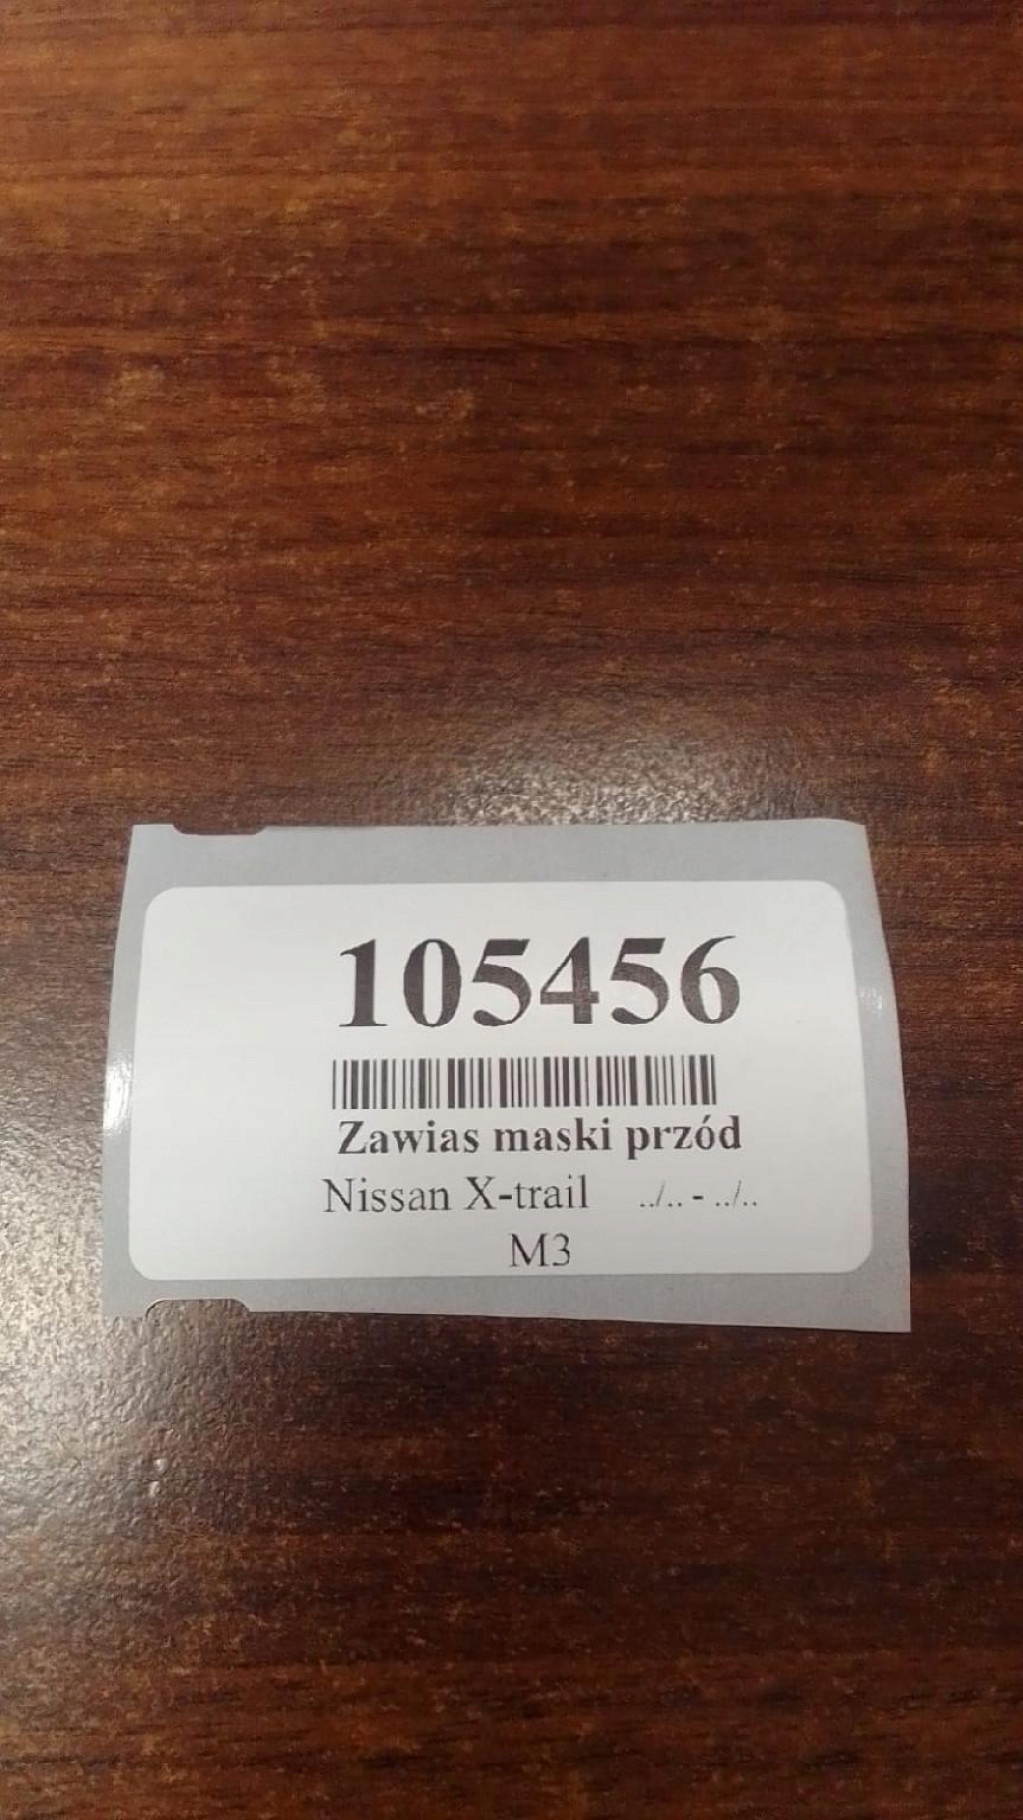 105456
Zawias maski przód
Nissan X-trail ../.. - ../..
M3